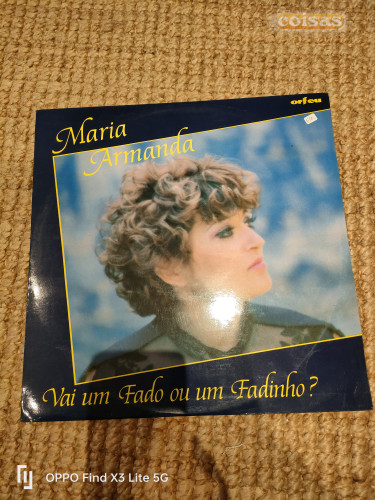 coisas
orfeu
Maria
Armanda
Vai um Fado ou um Fadinho?
OPPO Find X3 Lite 5G